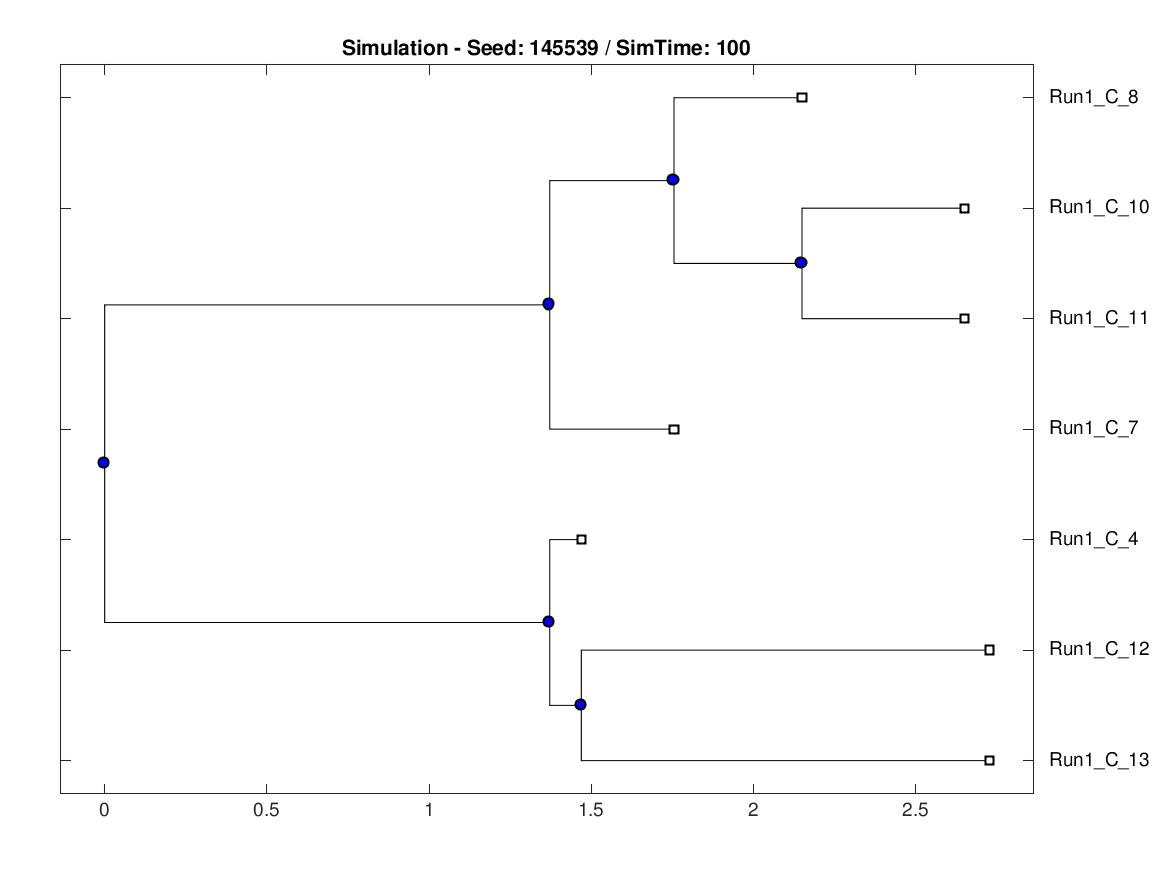 Simulation - Seed: 145539 / SimTime: 100
Run1_C_8
Run1_C_10
Run1_C_11
Run1_C_7
Run1_C_4
Run1_C_12
Run1_C_13
0 0.5 1 1.5 2 2.5